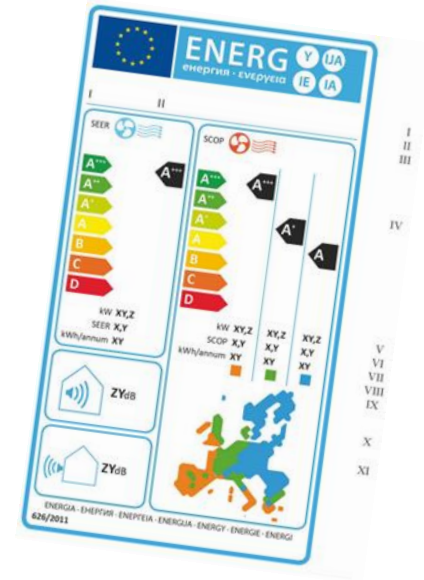 ENERG Y IJA
енергия · ενεργεια IE IA
I II
SEER
A+++
A++
A+
A
B
C
D
A+++
kW XY,Z
SEER X,Y
kWh/annum XY
SCOP
A+++
A++
A+
A
B
C
D
A+++
A+
A
kW XY,Z XY,Z XY,Z
SCOP X,Y X,Y X,Y
kWh/annum XY XY XY
ZYdB
ZYdB
ENERGIA · ЕНЕРГИЯ · ΕΝΕΡΓΕΙΑ · ENERGIJA · ENERGY · ENERGIE · ENERGI
626/2011
I
II
III
IV
V
VI
VII
VIII
IX
X
XI